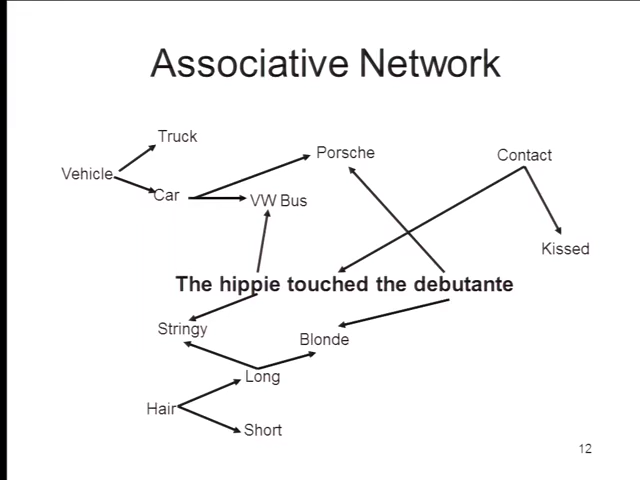 Associative Network
Truck
Porsche
Contact
Vehicle
Car
VW Bus
Kissed
The hippie touched the debutante
Stringy
Blonde
Long
Hair
Short
12